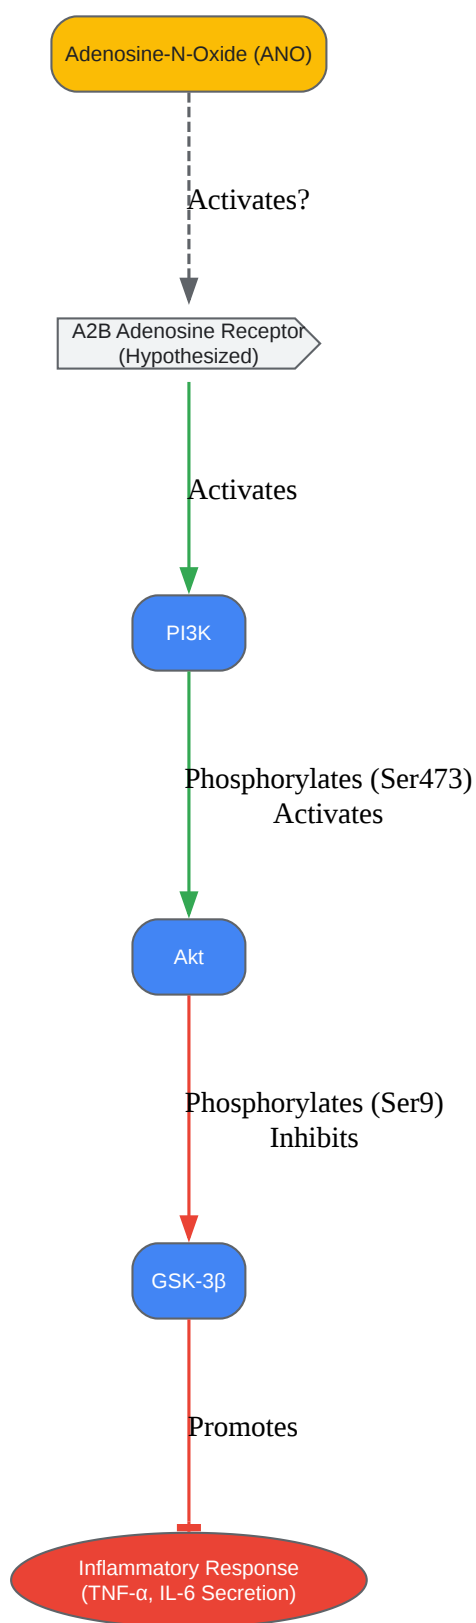 Adenosine-N-Oxide (ANO)
Activates?
A2B Adenosine Receptor
(Hypothesized)
Activates
PI3K
Phosphorylates (Ser473)
Activates
Akt
Phosphorylates (Ser9)
Inhibits
GSK-3β
Promotes
Inflammatory Response
(TNF-α, IL-6 Secretion)